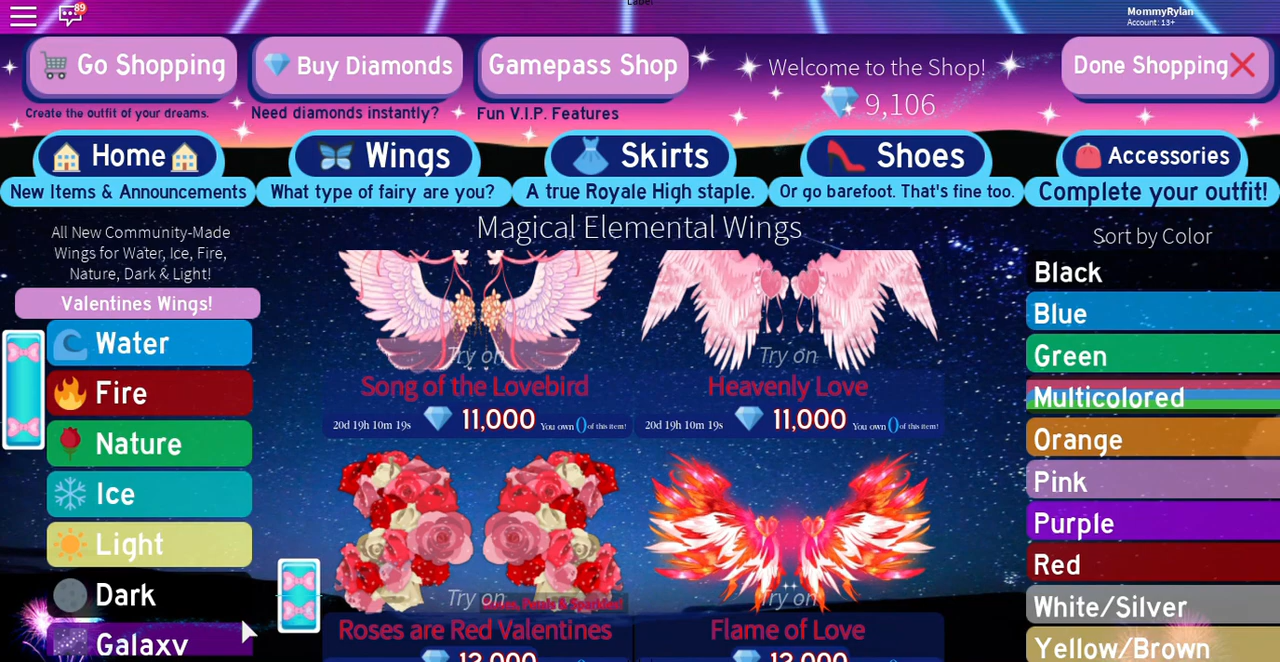 Label
89
MommyRylan
Account: 13+
Go Shopping
Buy Diamonds
Gamepass Shop
Welcome to the Shop!
9,106
Done Shopping
Create the outfit of your dreams.
Need diamonds instantly?
Fun V.I.P. Features
Home
Wings
Skirts
Shoes
Accessories
New Items & Announcements
What type of fairy are you?
A true Royale High staple.
Or go barefoot. That's fine too.
Complete your outfit!
All New Community-Made
Wings for Water, Ice, Fire,
Nature, Dark & Light!
Valentines Wings!
Water
Fire
Nature
Ice
Light
Dark
Galaxy
Magical Elemental Wings
Try on
Song of the Lovebird
20d 19h 10m 19s
11,000
You own 0 of this item!
Try on
Heavenly Love
20d 19h 10m 19s
11,000
You own 0 of this item!
Try on
Petals & Sparkles!
Roses are Red Valentines
Try on
Flame of Love
Sort by Color
Black
Blue
Green
Multicolored
Orange
Pink
Purple
Red
White/Silver
Yellow/Brown